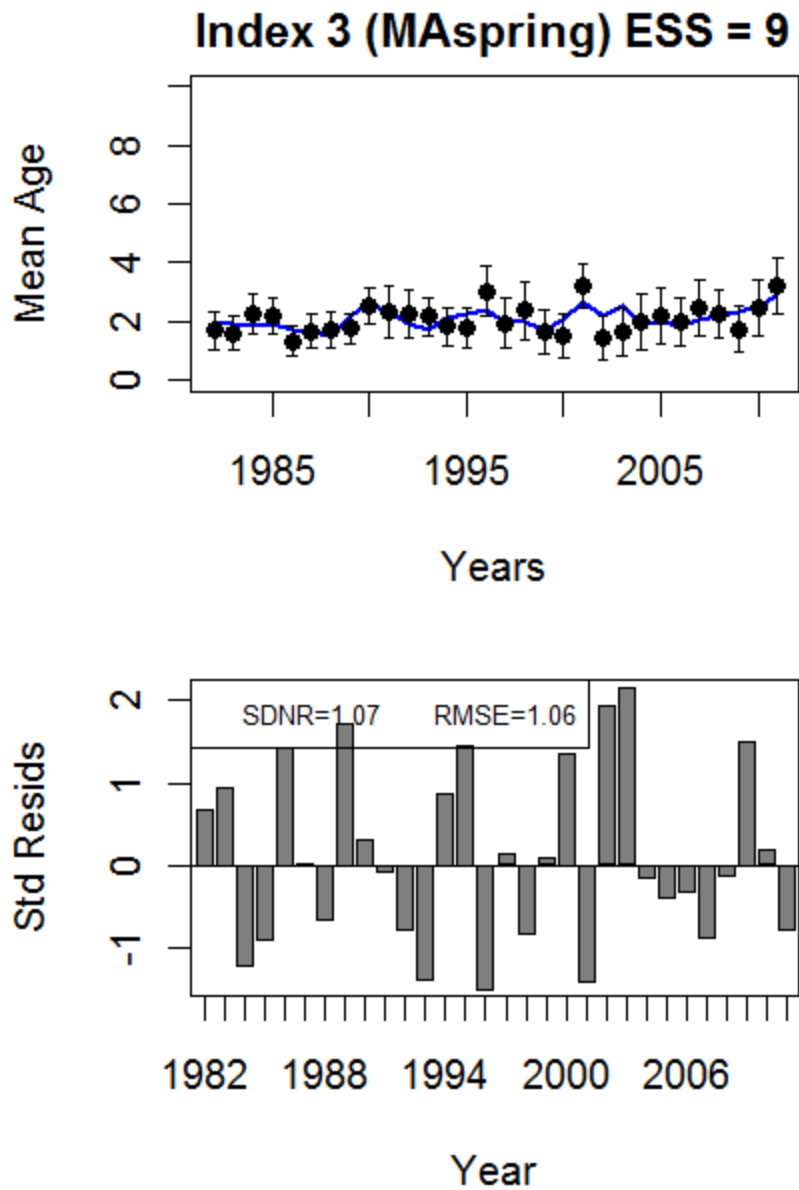 Index 3 (MAspring) ESS = 9
Mean Age
8
6
4
2
0
1985 1995 2005
Years
Std Resids
SDNR=1.07 RMSE=1.06
2
1
0
-1
1982 1988 1994 2000 2006
Year